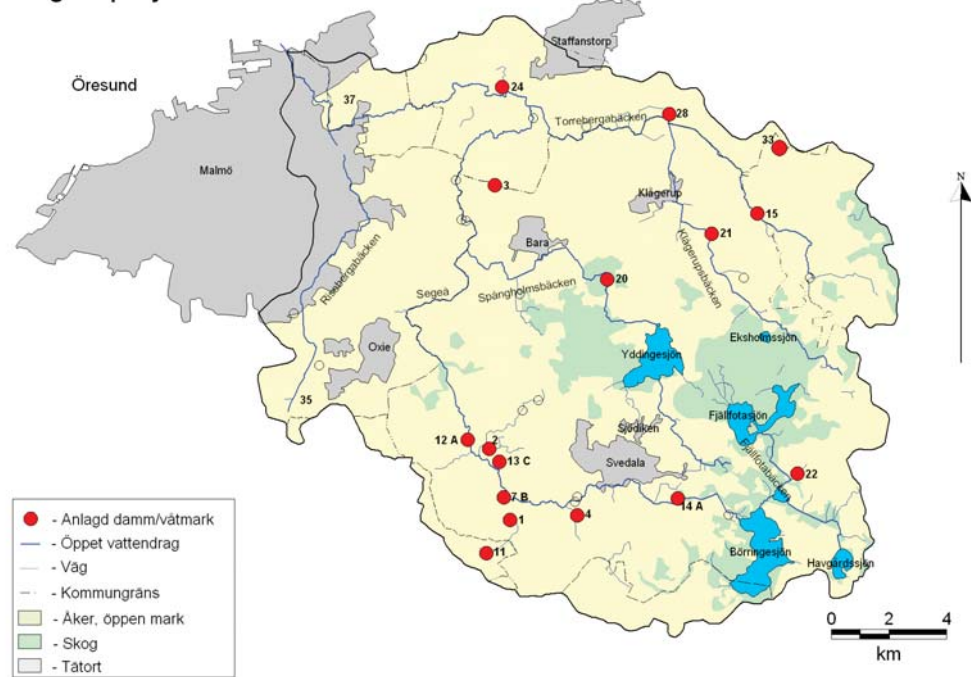 Öresund
Staffanstorp
37
24
Torrebergabäcken
28
33
Malmö
3
Klågerup
15
Bara
21
Klågerupsbäcken
Risebergabäcken
Segeå
Spångholmsbäcken
20
Oxie
Yddingesjön
Eksholmssjön
35
Fjällfotasjön
12 A
2
Sjödiken
13 C
Svedala
Fjällfotabäcken
22
7 B
14 A
1
4
11
Börringesjön
Havgårdssjön
N
- Anlagd damm/våtmark
- Öppet vattendrag
- Väg
- Kommungräns
- Åker, öppen mark
- Skog
- Tätort
0 2 4
km